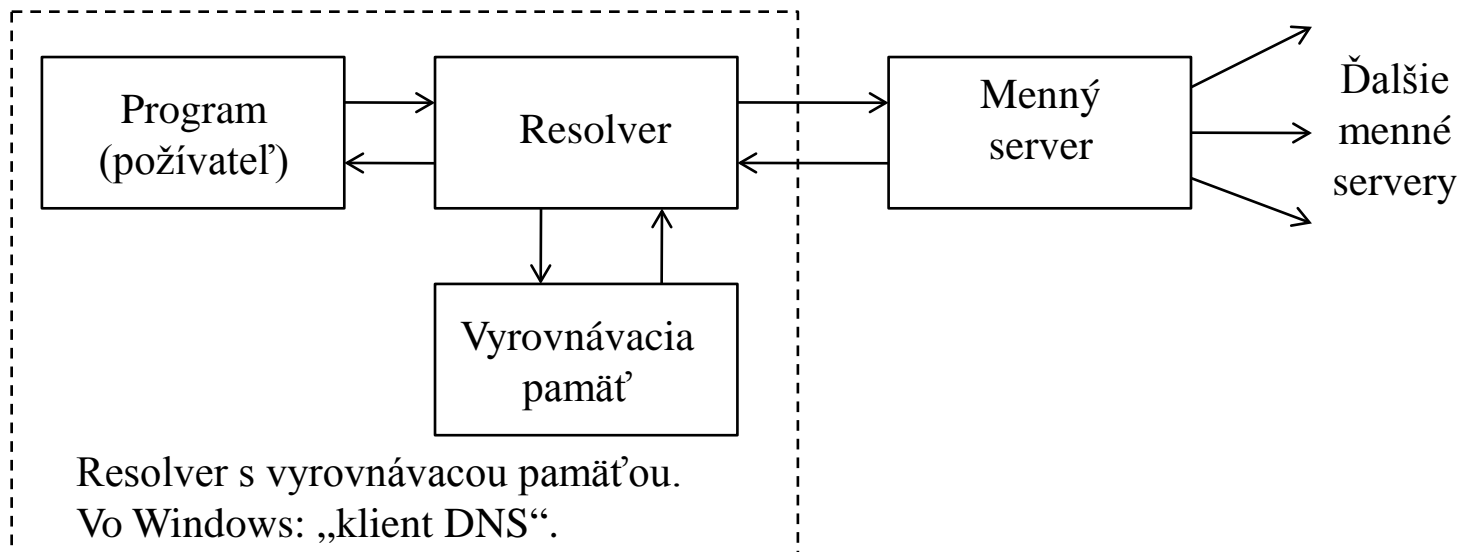 Program
(požívateľ)
Resolver
Menný
server
Ďalšie
menné
servery
Vyrovnávacia
pamäť
Resolver s vyrovnávacou pamäťou.
Vo Windows: „klient DNS“.